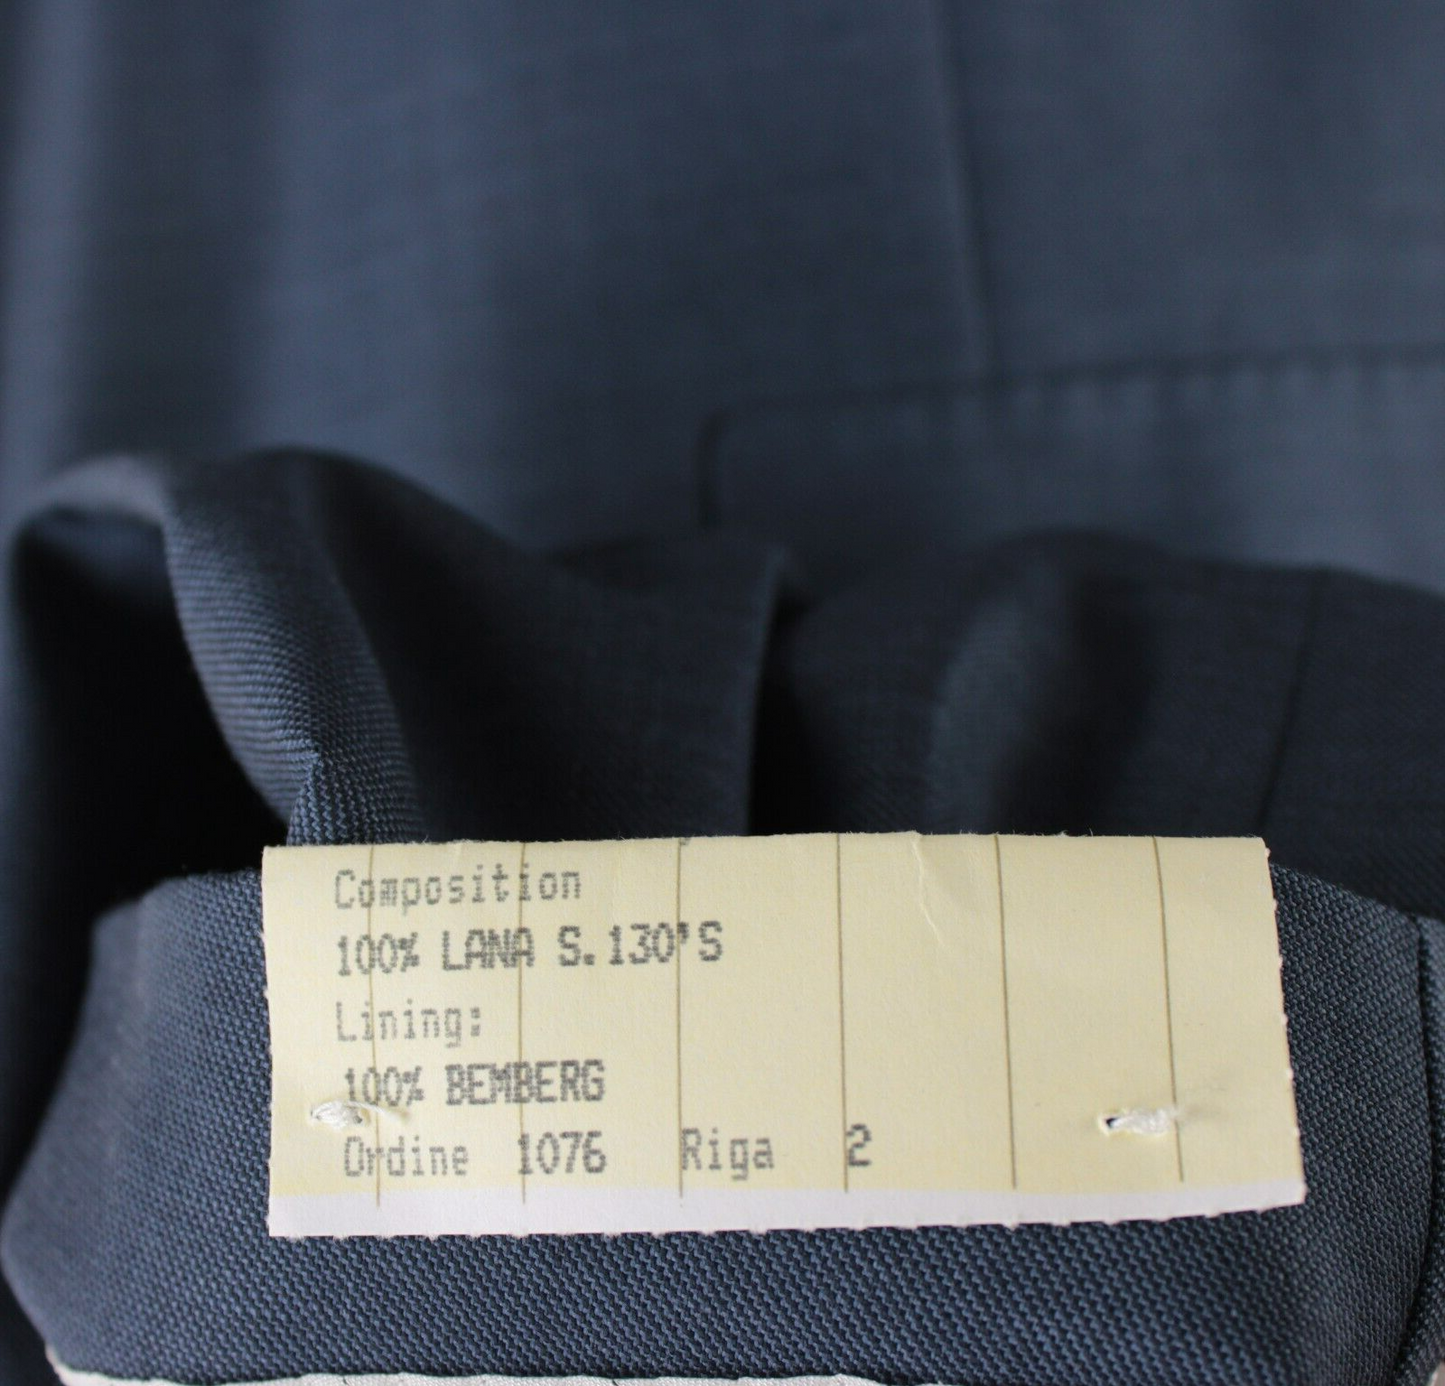 Composition
100% LANA S.130'S
Lining:
100% BEMBERG
Ordine 1076 Riga 2